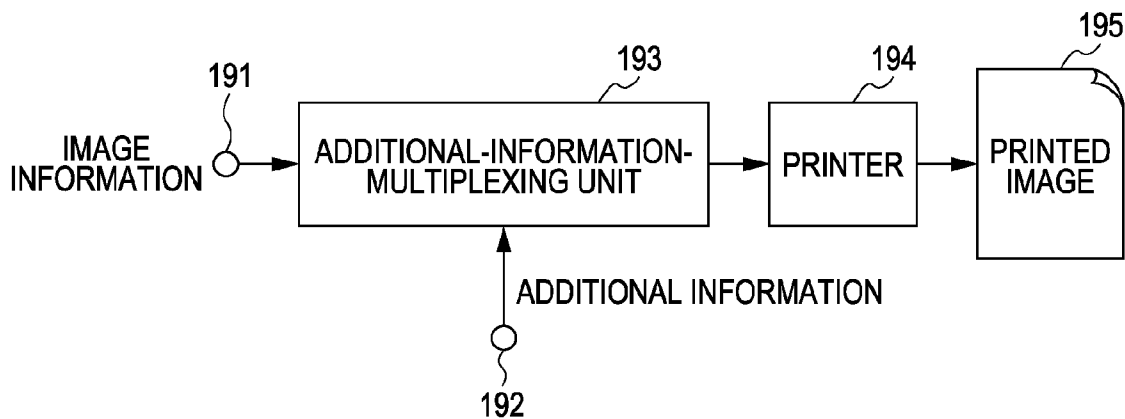 195
193
194
191
IMAGE
INFORMATION
ADDITIONAL-INFORMATION-
MULTIPLEXING UNIT
PRINTER
PRINTED
IMAGE
ADDITIONAL INFORMATION
192